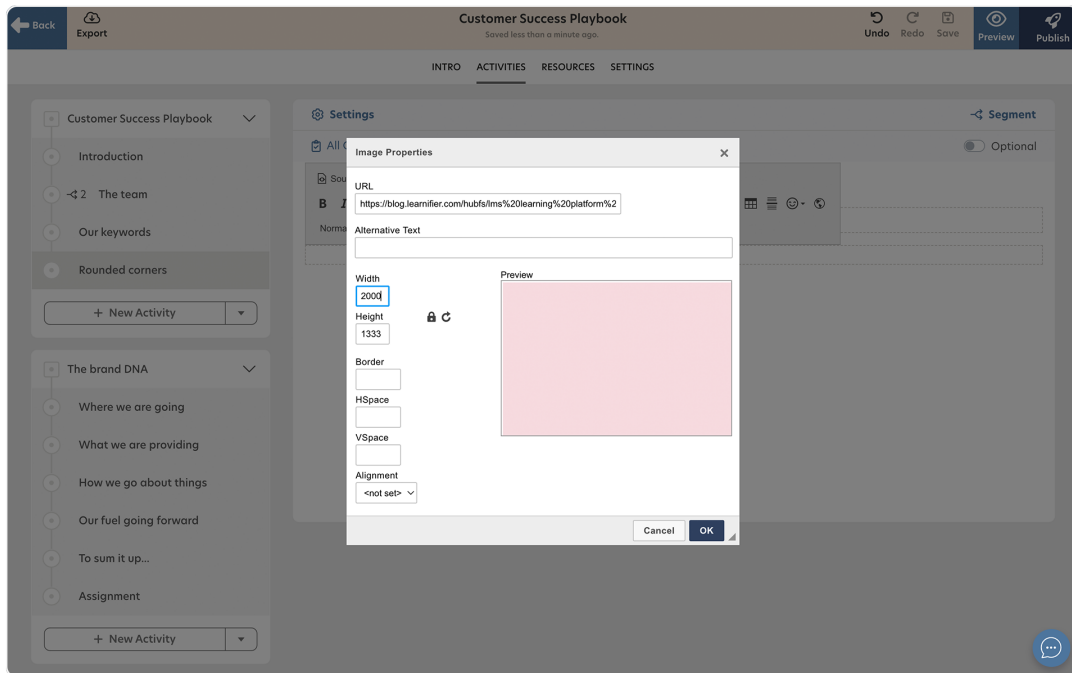 Back
Export
Customer Success Playbook
Saved less than a minute ago.
Undo
Redo
Save
Preview
Publish
INTRO
ACTIVITIES
RESOURCES
SETTINGS
Customer Success Playbook
Introduction
2 The team
Our keywords
Rounded corners
+ New Activity
The brand DNA
Where we are going
What we are providing
How we go about things
Our fuel going forward
To sum it up...
Assignment
+ New Activity
Settings
Segment
All
Optional
B I
Image Properties
URL
https://blog.learnifier.com/hubfs/lms%20learning%20platform%2
Alternative Text
Width
2000
Height
1333
Border
HSpace
VSpace
Alignment
<not set>
Preview
Cancel
OK